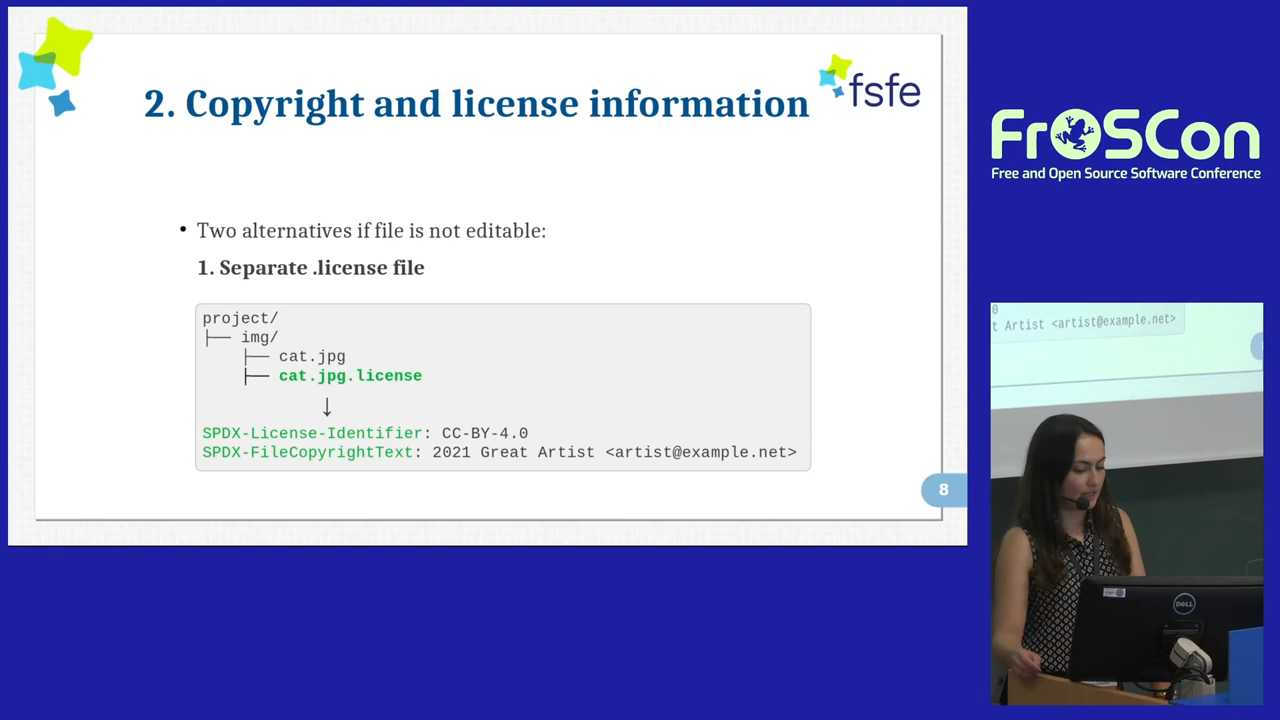 2. Copyright and license information
fsfe
• Two alternatives if file is not editable:
1. Separate .license file
project/
├── img/
├── cat.jpg
├── cat.jpg.license
↓
SPDX-License-Identifier: CC-BY-4.0
SPDX-FileCopyrightText: 2021 Great Artist <artist@example.net>
8
FrOSCon
Free and Open Source Software Conference
0
t Artist <artist@example.net>
DELL